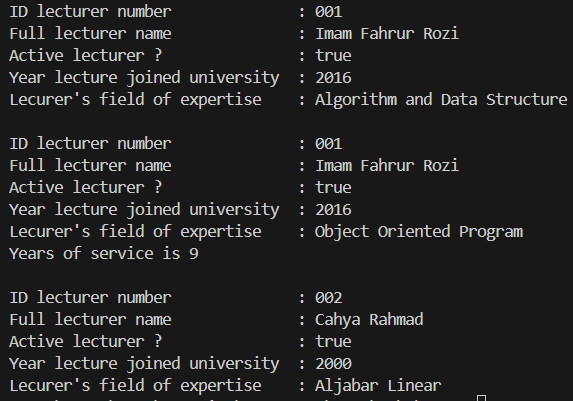 ID lecturer number : 001
Full lecturer name : Imam Fahrur Rozi
Active lecturer ? : true
Year lecture joined university : 2016
Lecurer's field of expertise : Algorithm and Data Structure
ID lecturer number : 001
Full lecturer name : Imam Fahrur Rozi
Active lecturer ? : true
Year lecture joined university : 2016
Lecurer's field of expertise : Object Oriented Program
Years of service is 9
ID lecturer number : 002
Full lecturer name : Cahya Rahmad
Active lecturer ? : true
Year lecture joined university : 2000
Lecurer's field of expertise : Aljabar Linear